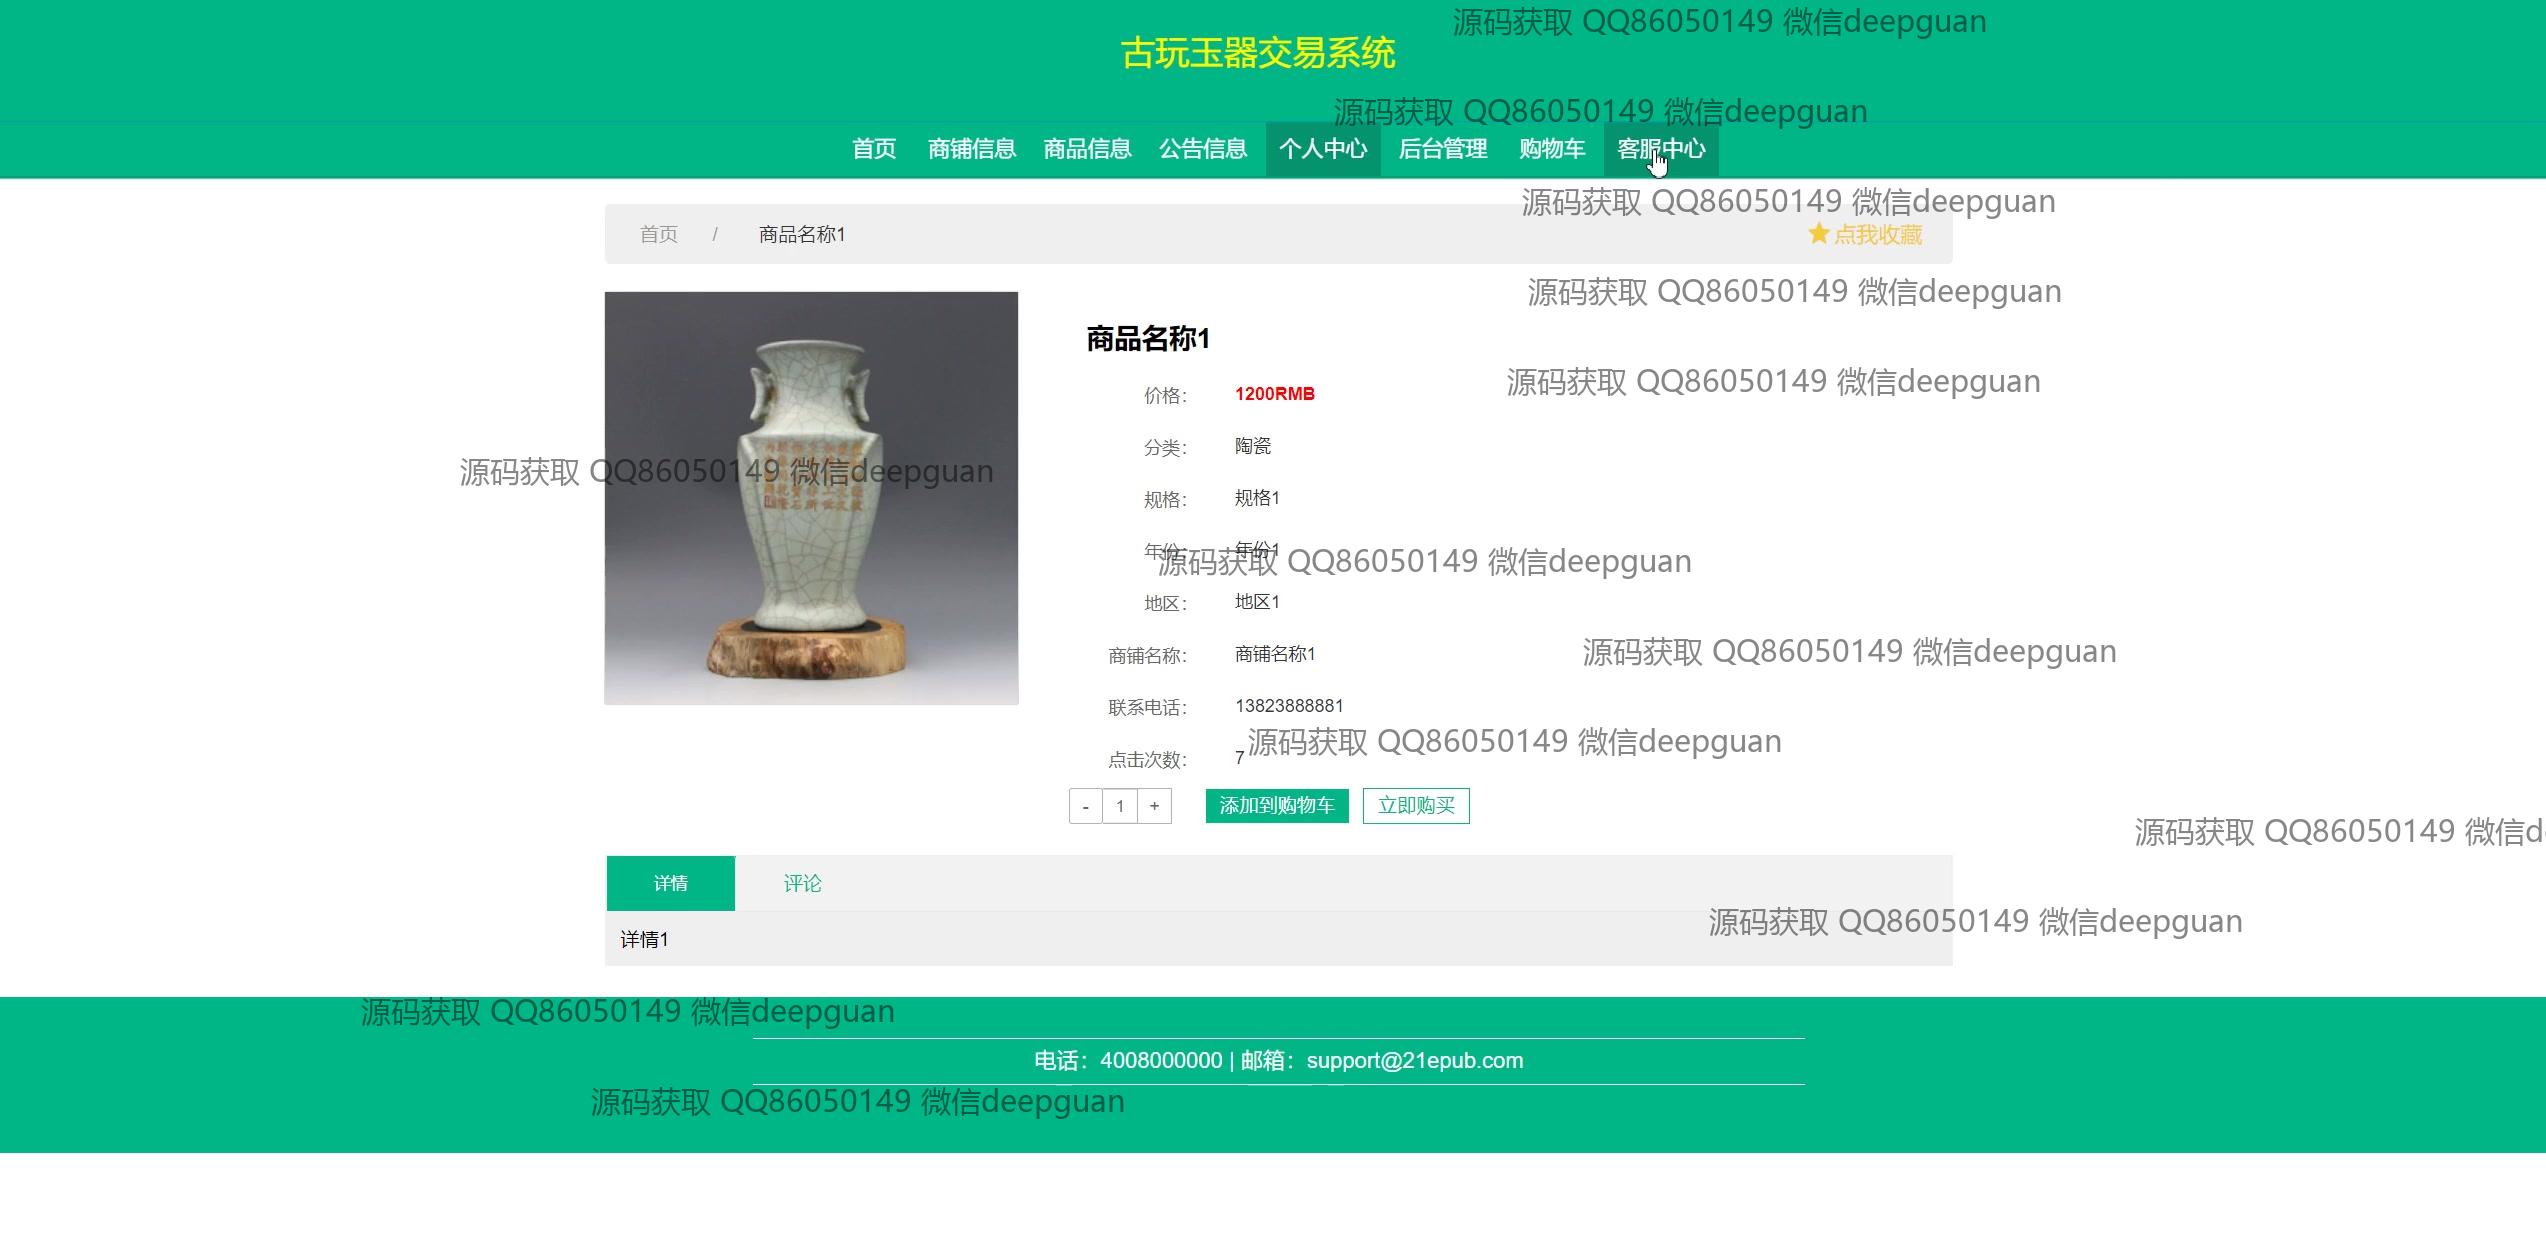 源码获取 QQ86050149 微信deepguan
古玩玉器交易系统
源码获取 QQ86050149 微信deepguan
首页 商铺信息 商品信息 公告信息 个人中心 后台管理 购物车 客服中心
源码获取 QQ86050149 微信deepguan
首页 / 商品名称1 点我收藏
源码获取 QQ86050149 微信deepguan
商品名称1
源码获取 QQ86050149 微信deepguan
价格： 1200RMB
分类： 陶瓷
源码获取 QQ86050149 微信deepguan
规格： 规格1
年份： 年份1
源码获取 QQ86050149 微信deepguan
地区： 地区1
商铺名称： 商铺名称1
源码获取 QQ86050149 微信deepguan
联系电话： 13823888881
源码获取 QQ86050149 微信deepguan
点击次数： 7
- 1 + 添加到购物车 立即购买
源码获取 QQ86050149 微信d
详情 评论
源码获取 QQ86050149 微信deepguan
详情1
源码获取 QQ86050149 微信deepguan
电话：4008000000 | 邮箱：support@21epub.com
源码获取 QQ86050149 微信deepguan